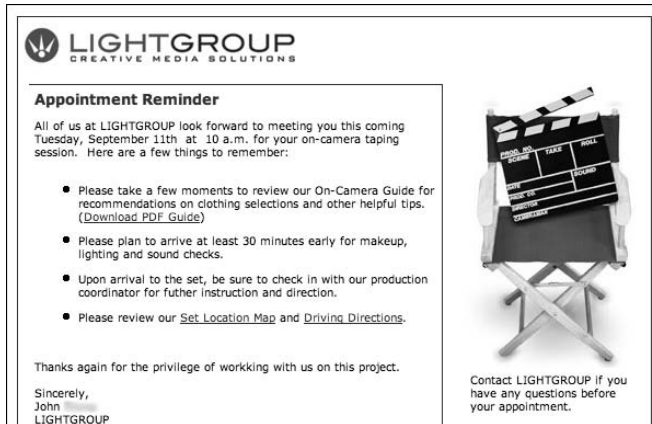 LIGHTGROUP
CREATIVE MEDIA SOLUTIONS
Appointment Reminder
All of us at LIGHTGROUP look forward to meeting you this coming
Tuesday, September 11th at 10 a.m. for your on-camera taping
session. Here are a few things to remember:
Please take a few moments to review our On-Camera Guide for
recommendations on clothing selections and other helpful tips.
(Download PDF Guide)
Please plan to arrive at least 30 minutes early for makeup,
lighting and sound checks.
Upon arrival to the set, be sure to check in with our production
coordinator for futher instruction and direction.
Please review our Set Location Map and Driving Directions.
Thanks again for the privilege of workking with us on this project.
Sincerely,
John
LIGHTGROUP
PROD. NO.
SCENE TAKE ROLL
SOUND
DATE
PROD. CO.
DIRECTOR
CAMERAMAN
Contact LIGHTGROUP if you
have any questions before
your appointment.